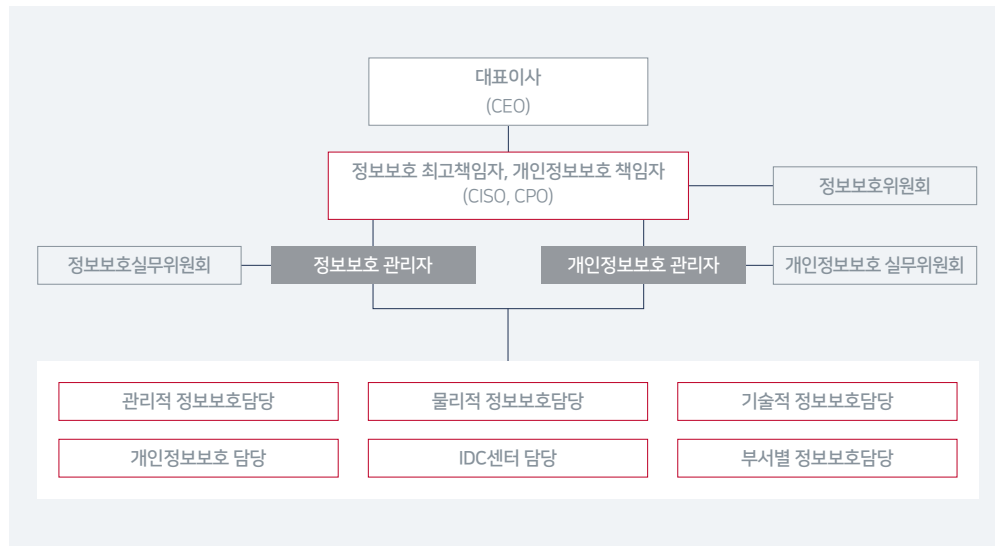 대표이사
(CEO)
정보보호 최고책임자, 개인정보보호 책임자
(CISO, CPO)
정보보호위원회
정보보호실무위원회
정보보호 관리자
개인정보보호 관리자
개인정보보호 실무위원회
관리적 정보보호담당
물리적 정보보호담당
기술적 정보보호담당
개인정보보호 담당
IDC센터 담당
부서별 정보보호담당